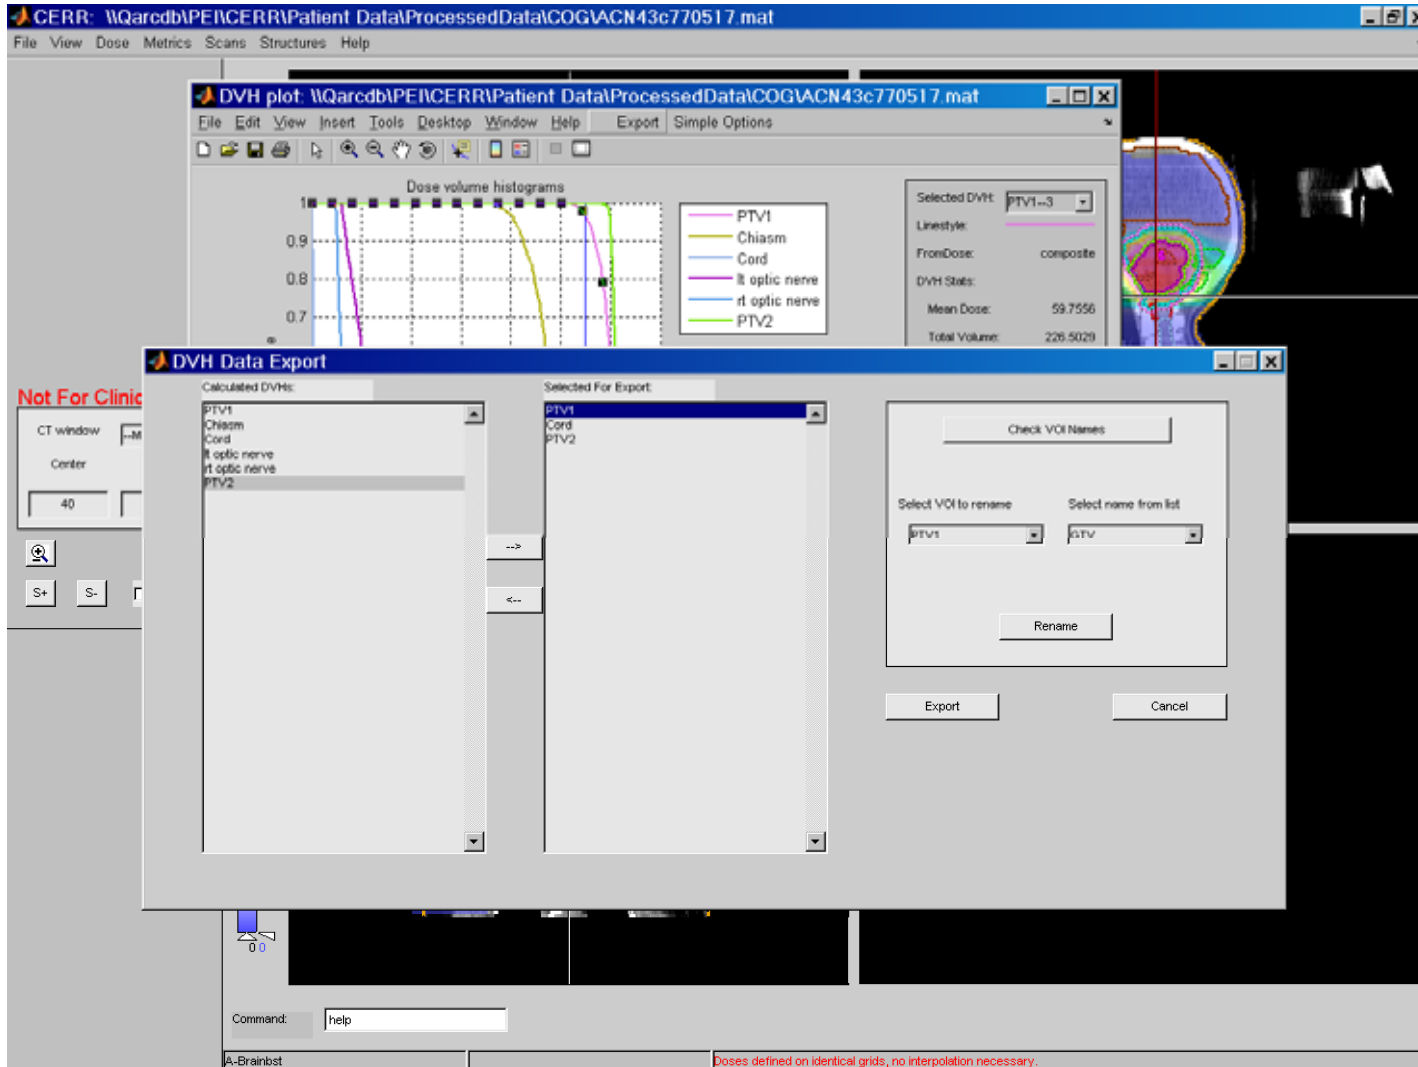 CERR: \\Qarcdb\PEI\CERR\Patient Data\ProcessedData\COG\ACN43c770517.mat
File View Dose Metrics Scans Structures Help
DVH plot: \\Qarcdb\PEI\CERR\Patient Data\ProcessedData\COG\ACN43c770517.mat
File Edit View Insert Tools Desktop Window Help Export Simple Options
Dose volume histograms
1
0.9
0.8
0.7
PTV1
Chiasm
Cord
lt optic nerve
rt optic nerve
PTV2
Selected DVH: PTV1--3
Linestyle:
FromDose: composite
DVH Stats:
Mean Dose: 59.7556
Total Volume: 226.5029
DVH Data Export
Not For Clinic
CT window --M
Center
40
S+ S-
Calculated DVHs:
PTV1
Chiasm
Cord
lt optic nerve
rt optic nerve
PTV2
-->
<--
Selected For Export:
PTV1
Cord
PTV2
Check VOI Names
Select VOI to rename Select name from list
PTV1 GTV
Rename
Export Cancel
0 0
Command: help
A-Brainbst Doses defined on identical grids, no interpolation necessary.